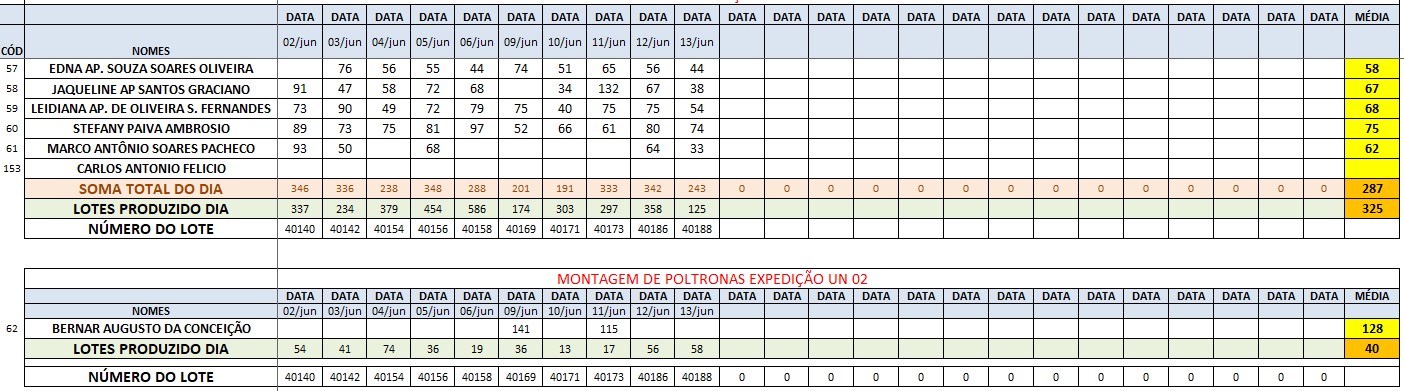 DATA DATA DATA DATA DATA DATA DATA DATA DATA DATA DATA DATA DATA DATA DATA DATA DATA DATA DATA DATA DATA DATA DATA DATA MÉDIA
CÓD NOMES 02/jun 03/jun 04/jun 05/jun 06/jun 09/jun 10/jun 11/jun 12/jun 13/jun
57 EDNA AP. SOUZA SOARES OLIVEIRA 76 56 55 44 74 51 65 56 44 58
58 JAQUELINE AP SANTOS GRACIANO 91 47 58 72 68 34 132 67 38 67
59 LEIDIANA AP. DE OLIVEIRA S. FERNANDES 73 90 49 72 79 75 40 75 75 54 68
60 STEFANY PAIVA AMBROSIO 89 73 75 81 97 52 66 61 80 74 75
61 MARCO ANTÔNIO SOARES PACHECO 93 50 68 64 33 62
153 CARLOS ANTONIO FELICIO
SOMA TOTAL DO DIA 346 336 238 348 288 201 191 333 342 243 0 0 0 0 0 0 0 0 0 0 0 0 0 0 287
LOTES PRODUZIDO DIA 337 234 379 454 586 174 303 297 358 125 325
NÚMERO DO LOTE 40140 40142 40154 40156 40158 40169 40171 40173 40186 40188
MONTAGEM DE POLTRONAS EXPEDIÇÃO UN 02
DATA DATA DATA DATA DATA DATA DATA DATA DATA DATA DATA DATA DATA DATA DATA DATA DATA DATA DATA DATA DATA DATA DATA DATA MÉDIA
NOMES 02/jun 03/jun 04/jun 05/jun 06/jun 09/jun 10/jun 11/jun 12/jun 13/jun
62 BERNAR AUGUSTO DA CONCEIÇÃO 141 115 128
LOTES PRODUZIDO DIA 54 41 74 36 19 36 13 17 56 58 40
NÚMERO DO LOTE 40140 40142 40154 40156 40158 40169 40171 40173 40186 40188 0 0 0 0 0 0 0 0 0 0 0 0 0 0